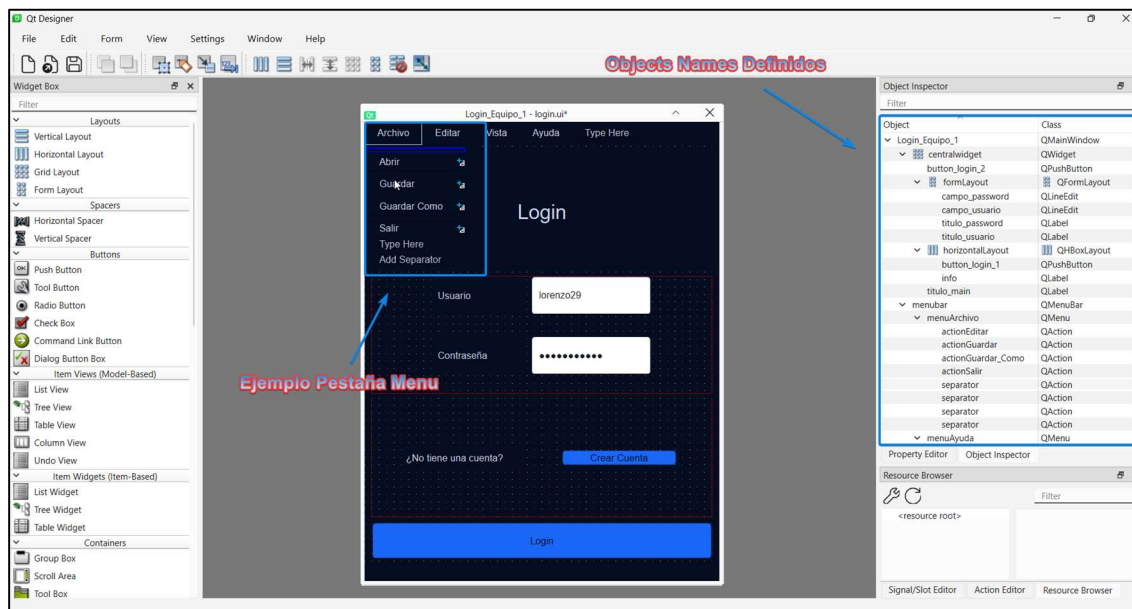 Qt Designer
File Edit Form View Settings Window Help
Objects Names Definidos
Widget Box
Filter
Layouts
Vertical Layout
Horizontal Layout
Grid Layout
Form Layout
Spacers
Horizontal Spacer
Vertical Spacer
Buttons
Push Button
Tool Button
Radio Button
Check Box
Command Link Button
Dialog Button Box
Item Views (Model-Based)
List View
Tree View
Table View
Column View
Undo View
Item Widgets (Item-Based)
List Widget
Tree Widget
Table Widget
Containers
Group Box
Scroll Area
Tool Box
Login_Equipo_1 - login.ui*
Archivo Editar Vista Ayuda Type Here
Abrir
Guardar
Guardar Como
Salir
Type Here
Add Separator
Login
Usuario lorenzo29
Contraseña
Ejemplo Pestaña Menu
¿No tiene una cuenta? Crear Cuenta
Login
Object Inspector
Filter
Object Class
Login_Equipo_1 QMainWindow
centralwidget QWidget
button_login_2 QPushButton
formLayout QFormLayout
campo_password QLineEdit
campo_usuario QLineEdit
titulo_password QLabel
titulo_usuario QLabel
horizontalLayout QHBoxLayout
button_login_1 QPushButton
info QLabel
titulo_main QLabel
menubar QMenuBar
menuArchivo QMenu
actionEditar QAction
actionGuardar QAction
actionGuardar_Como QAction
actionSalir QAction
separator QAction
separator QAction
separator QAction
separator QAction
menuAyuda QMenu
Property Editor Object Inspector
Resource Browser
Filter
<resource root>
Signal/Slot Editor Action Editor Resource Browser